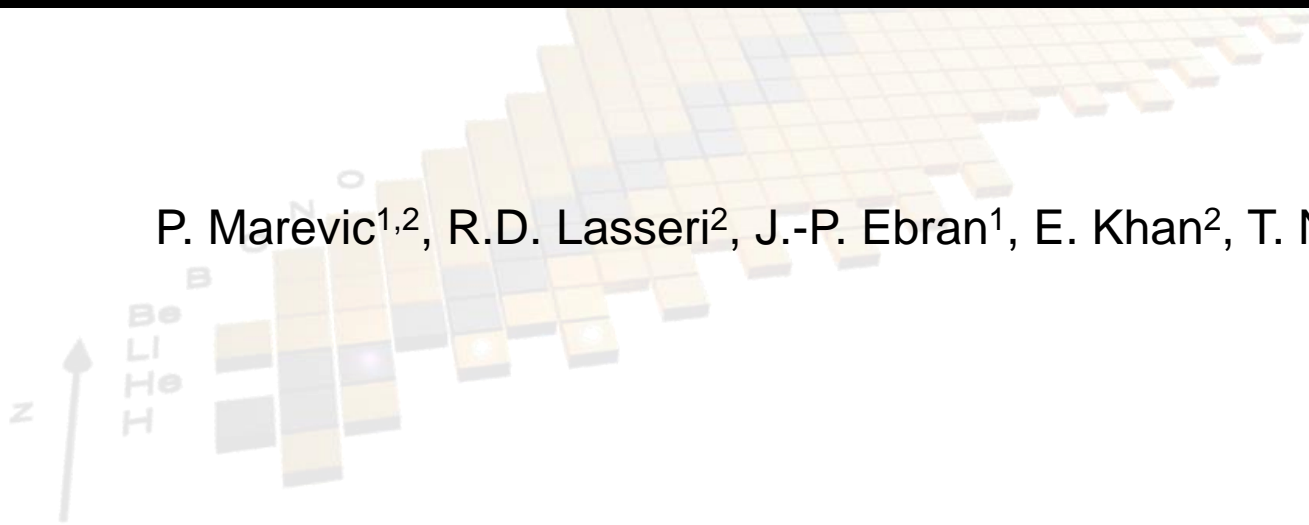 O
N
P. Marevic1,2, R.D. Lasseri2, J.-P. Ebran1, E. Khan2, T.
B
Be
Li
He
H
Z